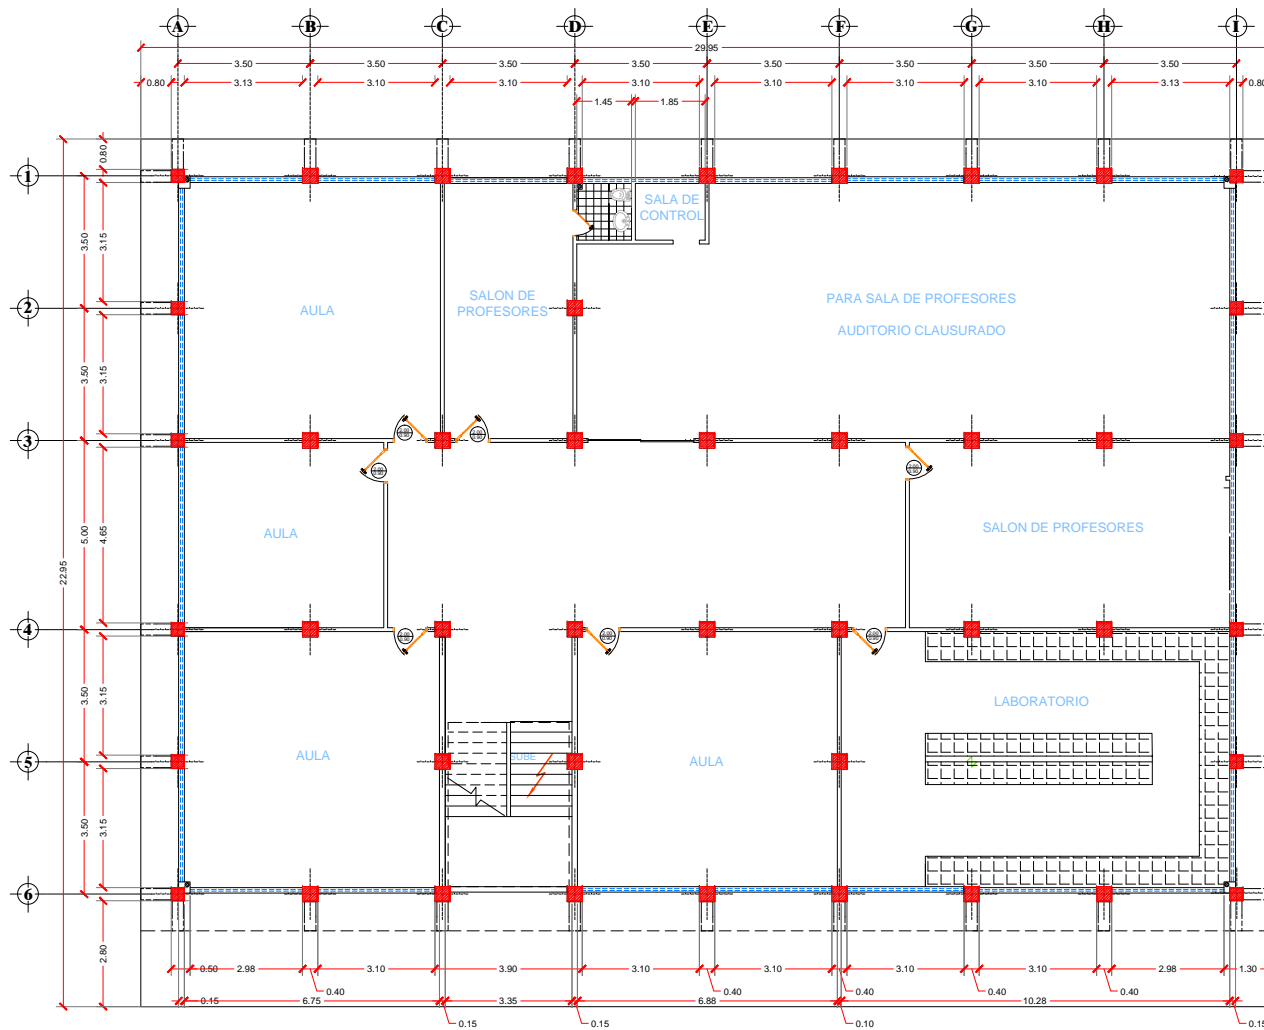 A B C D E F G H I
29.95
3.50 3.50 3.50 3.50 3.50 3.50 3.50 3.50
0.80 3.13 3.10 3.10 3.10 3.10 3.10 3.10 3.13 0.80
1.45 1.85
0.80
1
3.50 3.15
SALA DE
CONTROL
2
AULA
SALON DE
PROFESORES
PARA SALA DE PROFESORES
AUDITORIO CLAUSURADO
3.50 3.15
3
22.95 5.00 4.65
AULA
SALON DE PROFESORES
4
3.50 3.15
LABORATORIO
5
AULA
SUBE
AULA
3.50 3.15
6
2.80
0.50 2.98 3.10 3.90 3.10 3.10 3.10 3.10 2.98 1.30
0.40 0.40 0.40 0.40 0.40
0.15 6.75 3.35 6.88 10.28
0.15 0.15 0.10 0.15